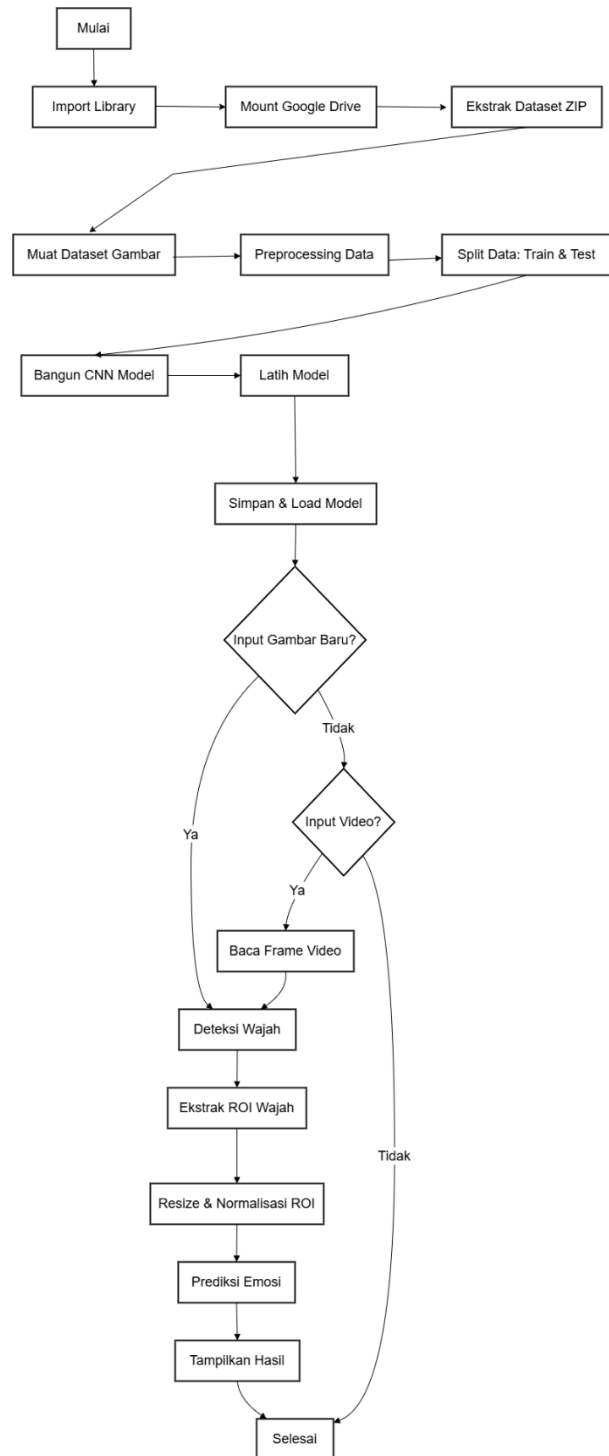 Mulai
Import Library
Mount Google Drive
Ekstrak Dataset ZIP
Muat Dataset Gambar
Preprocessing Data
Split Data: Train & Test
Bangun CNN Model
Latih Model
Simpan & Load Model
Input Gambar Baru?
Tidak
Input Video?
Ya
Ya
Baca Frame Video
Deteksi Wajah
Ekstrak ROI Wajah
Tidak
Resize & Normalisasi ROI
Prediksi Emosi
Tampilkan Hasil
Selesai